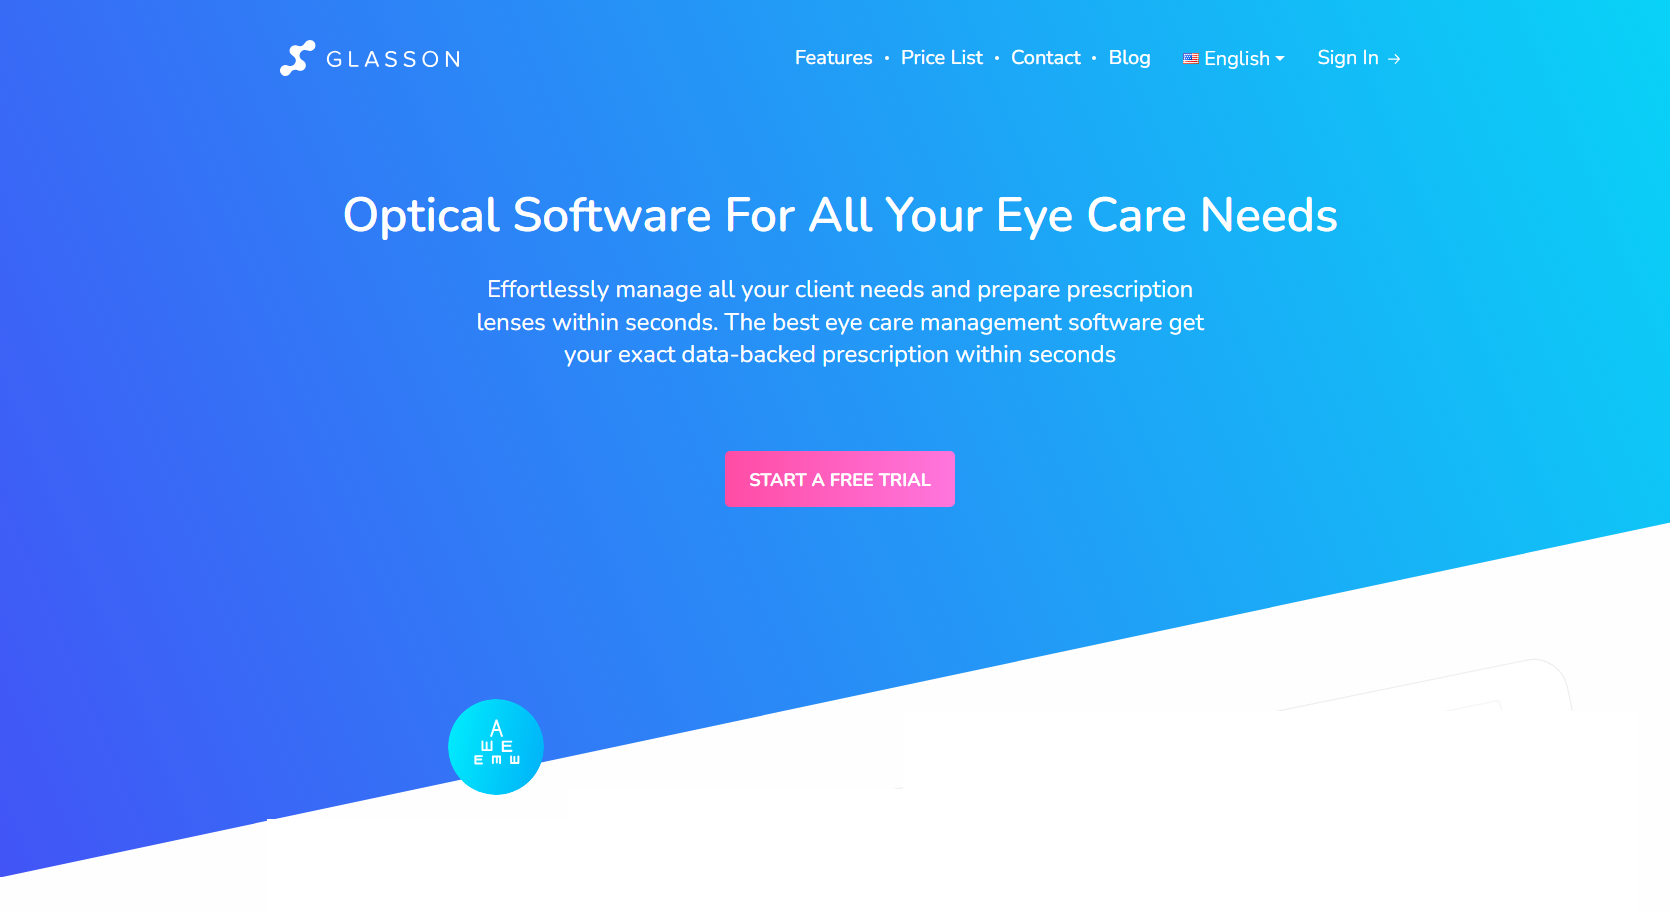 GLASSON
Features • Price List • Contact • Blog
English
Sign In →
Optical Software For All Your Eye Care Needs
Effortlessly manage all your client needs and prepare prescription
lenses within seconds. The best eye care management software get
your exact data-backed prescription within seconds
START A FREE TRIAL
A
E E
E E E